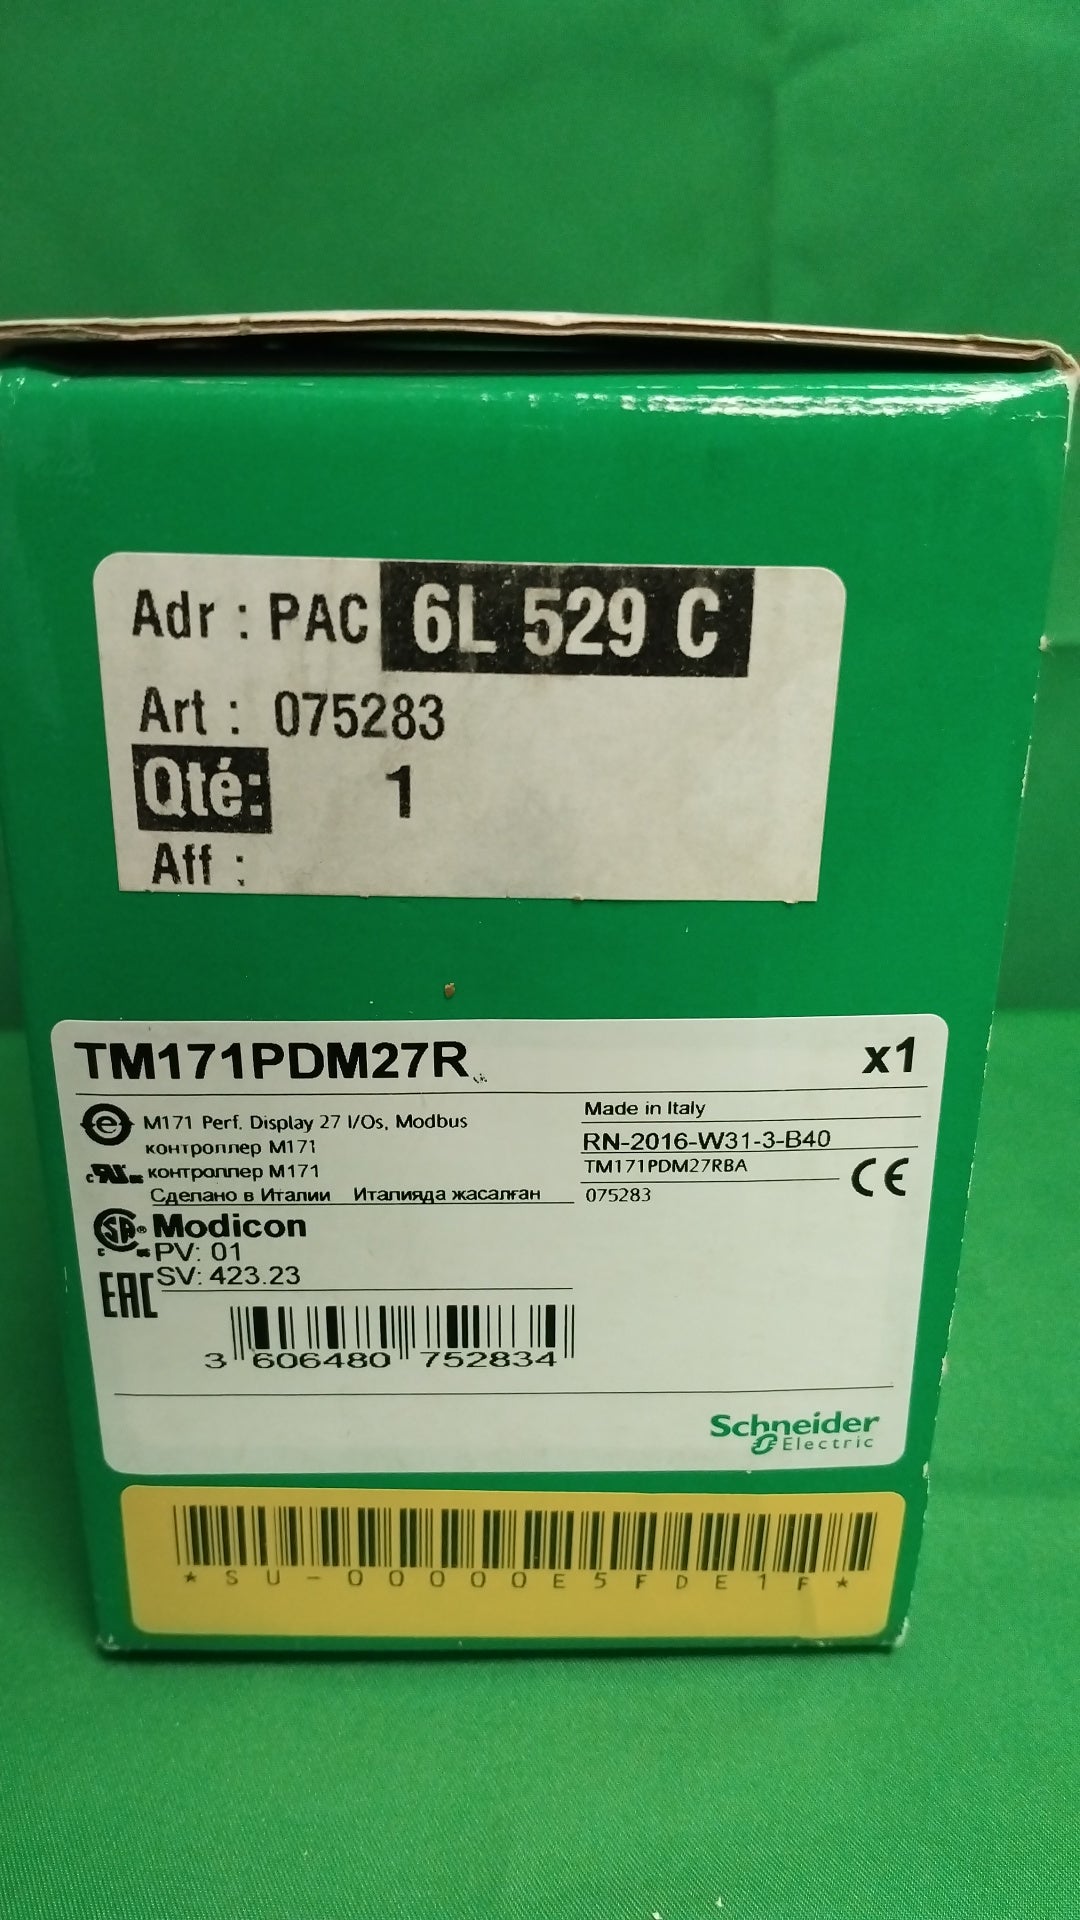 Adr : PAC 6L 529 C
Art : 075283
Qté: 1
Aff :
TM171PDM27R x1
M171 Perf. Display 27 I/Os, Modbus
контроллер M171
контроллер M171
Сделано в Италии Италияда жасалған
Made in Italy
RN-2016-W31-3-B40
TM171PDM27RBA
075283
CE
Modicon
PV: 01
SV: 423.23
EAC
3 606480 752834
Schneider
Electric
*SU-00000E5FDE1F*